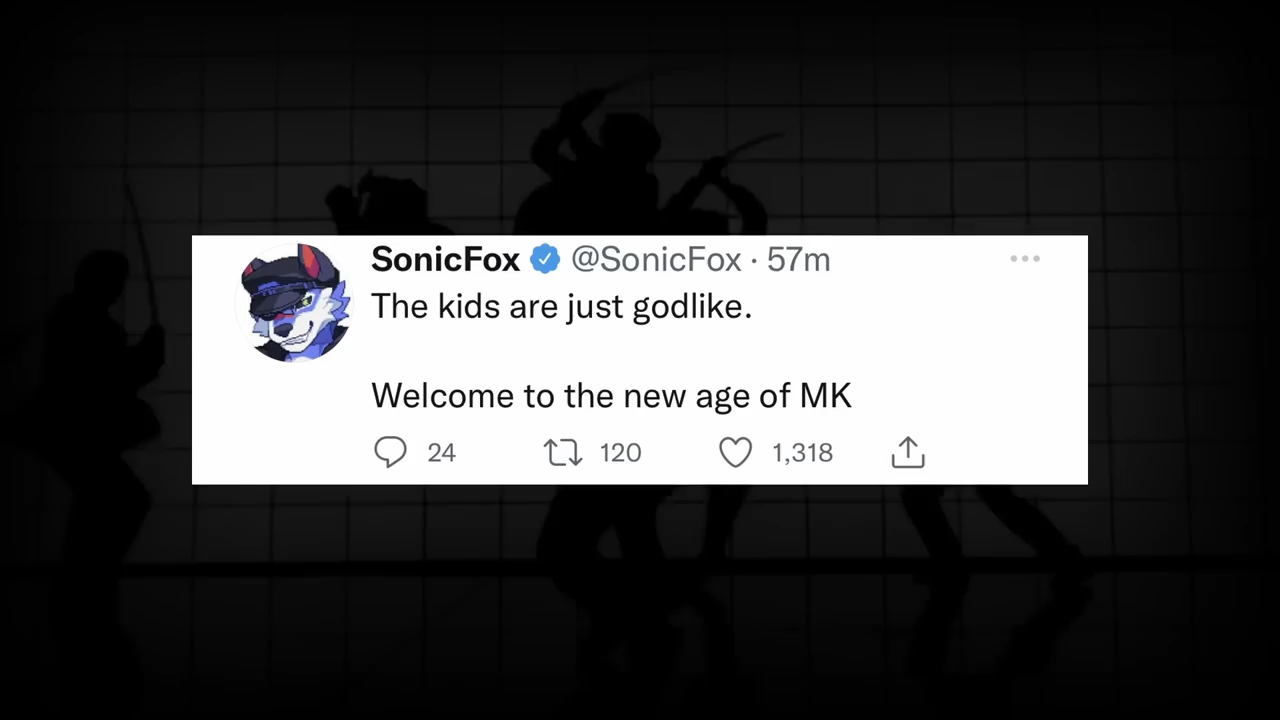 SonicFox @SonicFox · 57m
The kids are just godlike.
Welcome to the new age of MK
24 120 1,318